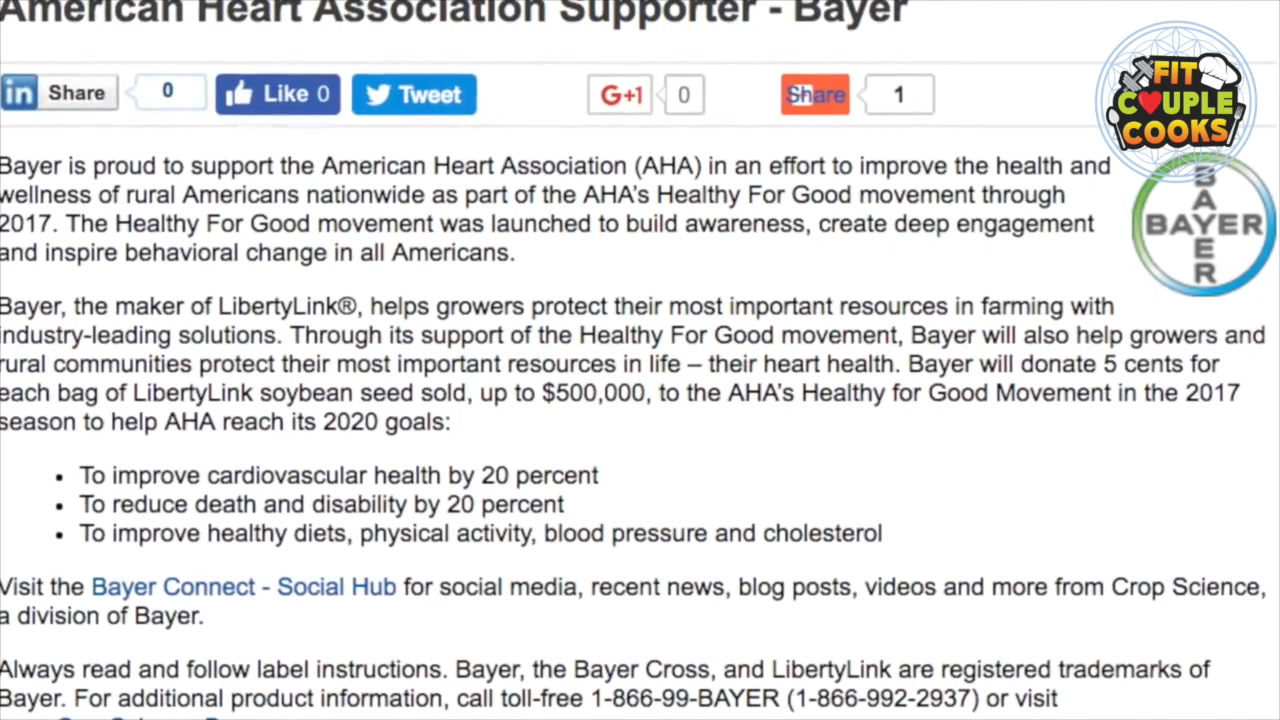 American Heart Association Supporter - Bayer
in Share 0 Like 0 Tweet G+1 0 Share 1
FIT
COUPLE
COOKS
Bayer is proud to support the American Heart Association (AHA) in an effort to improve the health and
wellness of rural Americans nationwide as part of the AHA's Healthy For Good movement through
2017. The Healthy For Good movement was launched to build awareness, create deep engagement
and inspire behavioral change in all Americans.
BAYER
BAYER
Bayer, the maker of LibertyLink®, helps growers protect their most important resources in farming with
industry-leading solutions. Through its support of the Healthy For Good movement, Bayer will also help growers and
rural communities protect their most important resources in life – their heart health. Bayer will donate 5 cents for
each bag of LibertyLink soybean seed sold, up to $500,000, to the AHA's Healthy for Good Movement in the 2017
season to help AHA reach its 2020 goals:
• To improve cardiovascular health by 20 percent
• To reduce death and disability by 20 percent
• To improve healthy diets, physical activity, blood pressure and cholesterol
Visit the Bayer Connect - Social Hub for social media, recent news, blog posts, videos and more from Crop Science,
a division of Bayer.
Always read and follow label instructions. Bayer, the Bayer Cross, and LibertyLink are registered trademarks of
Bayer. For additional product information, call toll-free 1-866-99-BAYER (1-866-992-2937) or visit